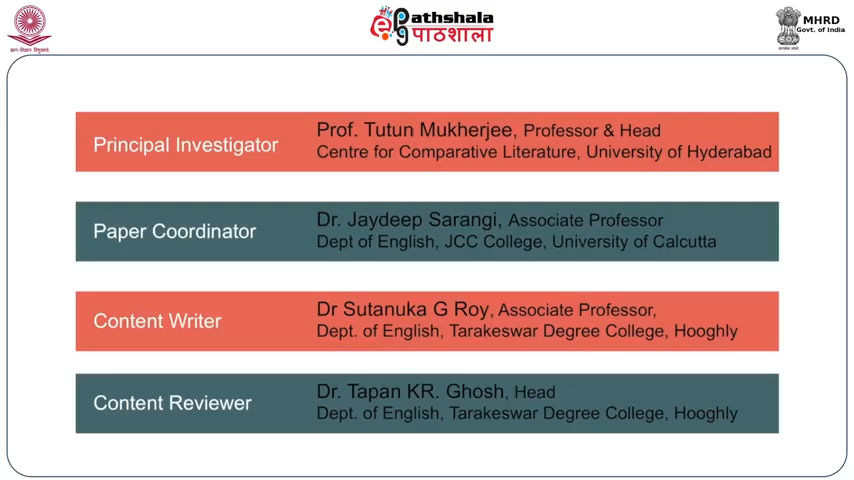 ePathshala
पाठशाला
MHRD
Govt. of India
Principal Investigator
Prof. Tutun Mukherjee, Professor & Head
Centre for Comparative Literature, University of Hyderabad
Paper Coordinator
Dr. Jaydeep Sarangi, Associate Professor
Dept of English, JCC College, University of Calcutta
Content Writer
Dr Sutanuka G Roy, Associate Professor,
Dept. of English, Tarakeswar Degree College, Hooghly
Content Reviewer
Dr. Tapan KR. Ghosh, Head
Dept. of English, Tarakeswar Degree College, Hooghly